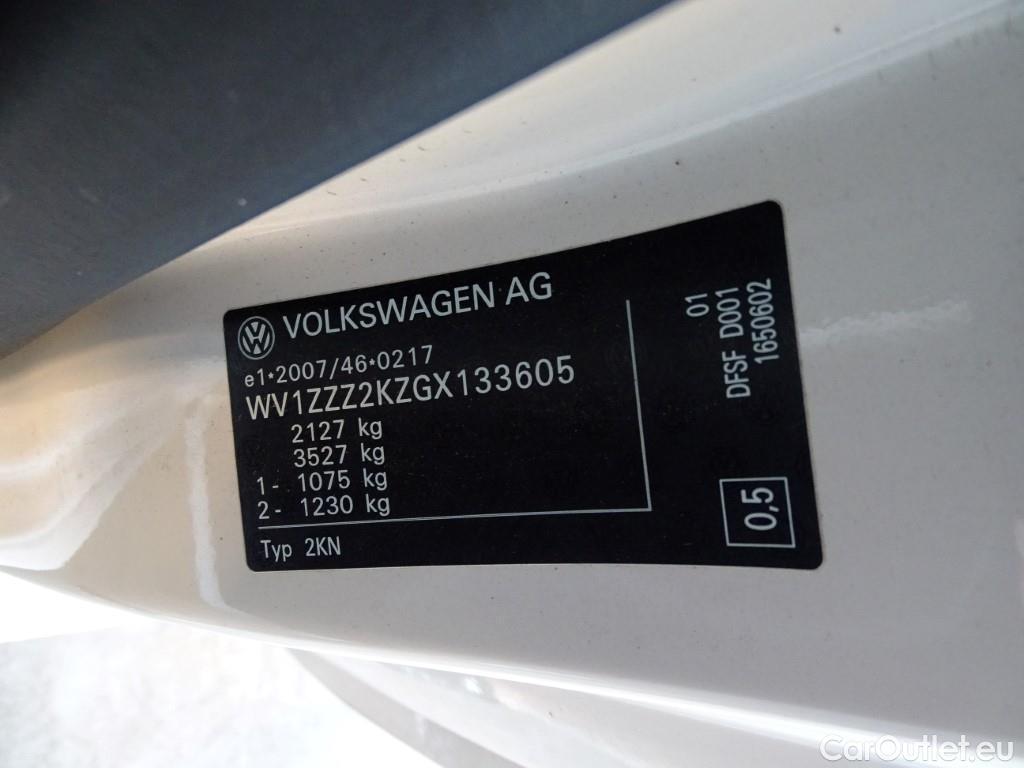 VOLKSWAGEN AG
e1*2007/46*0217
WV1ZZZ2KZGX133605
2127 kg
3527 kg
1- 1075 kg
2- 1230 kg
Typ 2KN
01
DFSF D001
1650602
0,5
CarOutlet.eu